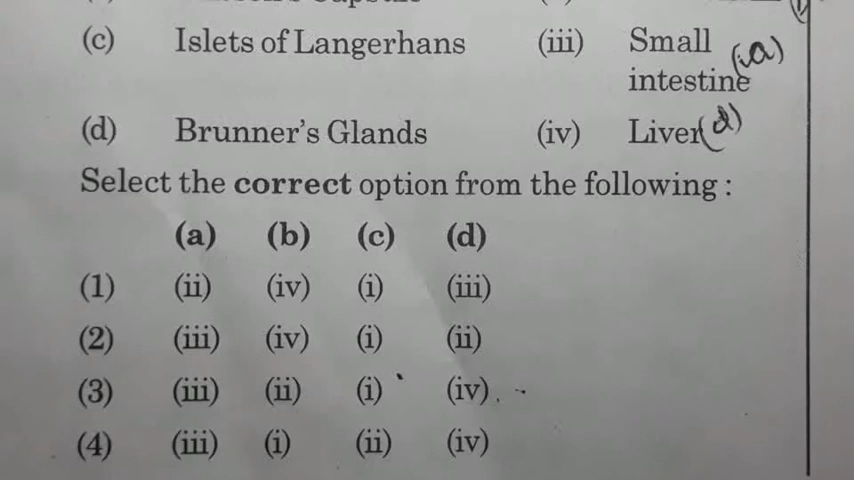 (c) Islets of Langerhans (iii) Small
intestine (a)
(d) Brunner's Glands (iv) Liver (d)
Select the correct option from the following :
(a) (b) (c) (d)
(1) (ii) (iv) (i) (iii)
(2) (iii) (iv) (i) (ii)
(3) (iii) (ii) (i) (iv)
(4) (iii) (i) (ii) (iv)